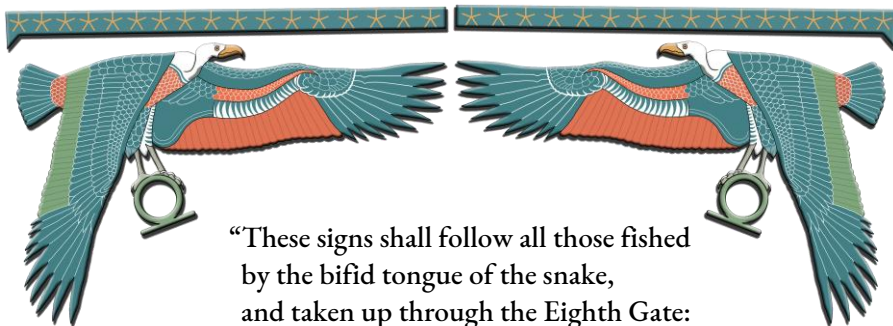 “These signs shall follow all those fished
by the bifid tongue of the snake,
and taken up through the Eighth Gate: